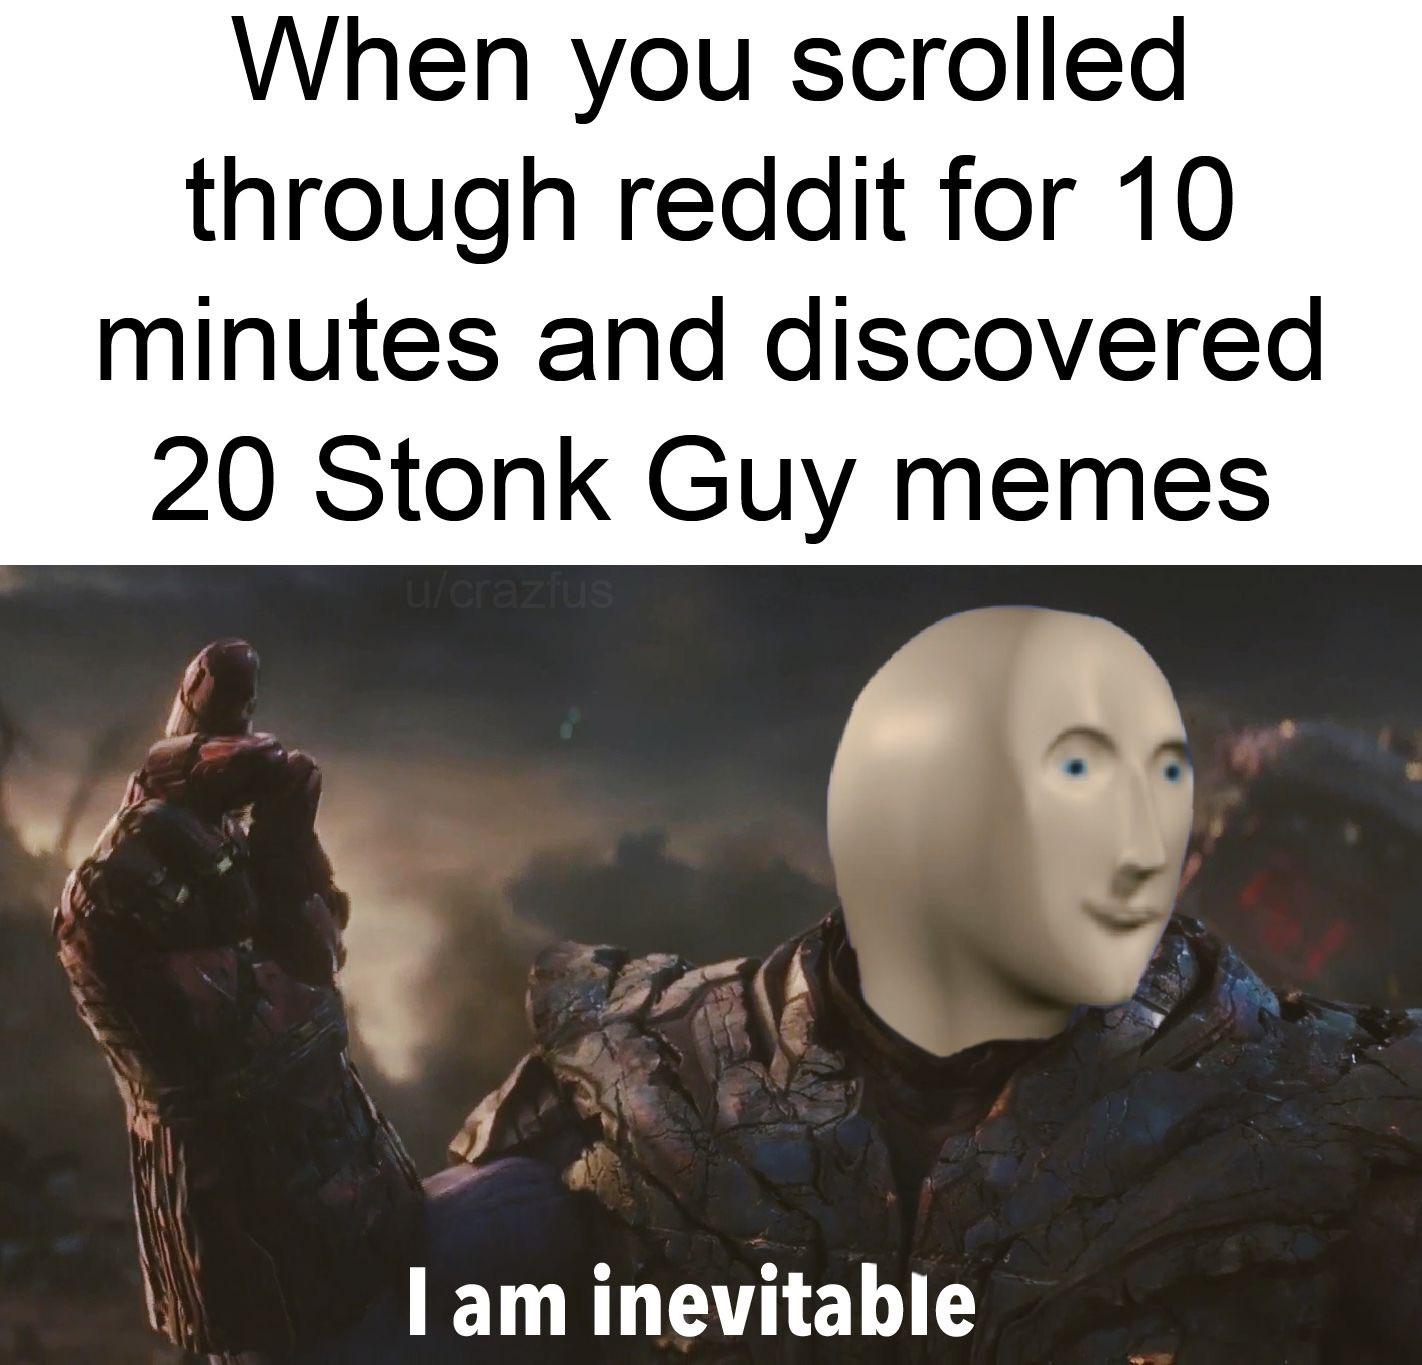 When you scrolled
through reddit for 10
minutes and discovered
20 Stonk Guy memes
u/crazfus
I am inevitable